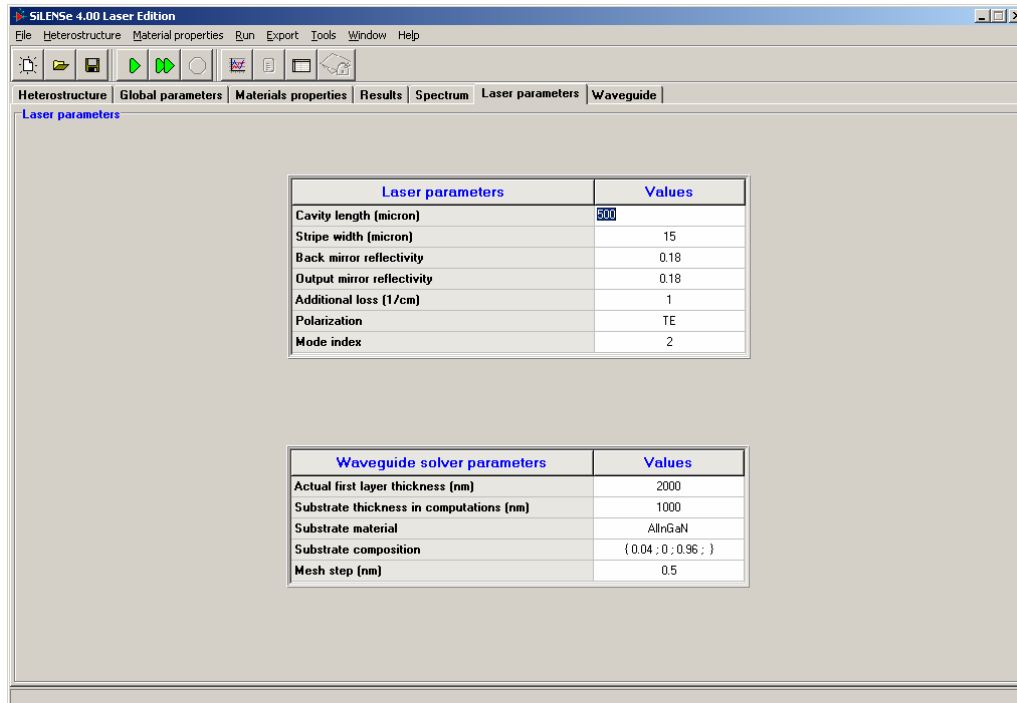 SiLENSe 4.00 Laser Edition
File Heterostructure Material properties Run Export Tools Window Help
Heterostructure Global parameters Materials properties Results Spectrum Laser parameters Waveguide
Laser parameters
Laser parameters Values
Cavity length (micron) 500
Stripe width (micron) 15
Back mirror reflectivity 0.18
Output mirror reflectivity 0.18
Additional loss (1/cm) 1
Polarization TE
Mode index 2
Waveguide solver parameters Values
Actual first layer thickness (nm) 2000
Substrate thickness in computations (nm) 1000
Substrate material AlInGaN
Substrate composition { 0.04 ; 0 ; 0.96 ; }
Mesh step (nm) 0.5